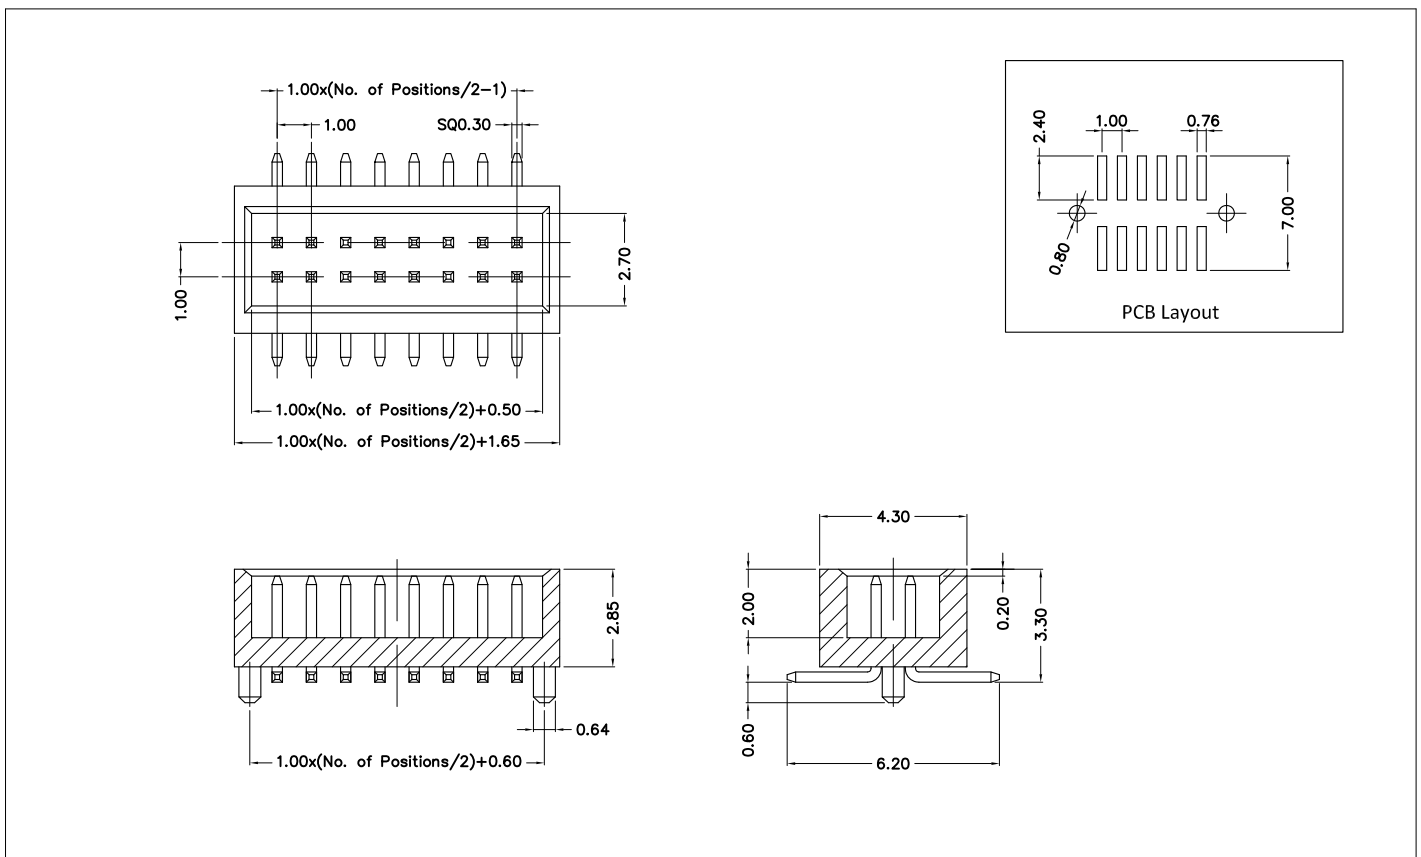 1.00x(No. of Positions/2-1)
1.00
SQ0.30
1.00
2.70
1.00x(No. of Positions/2)+0.50
1.00x(No. of Positions/2)+1.65
2.40
1.00
0.76
7.00
0.80
PCB Layout
2.85
0.64
1.00x(No. of Positions/2)+0.60
4.30
2.00
0.20
3.30
0.60
6.20